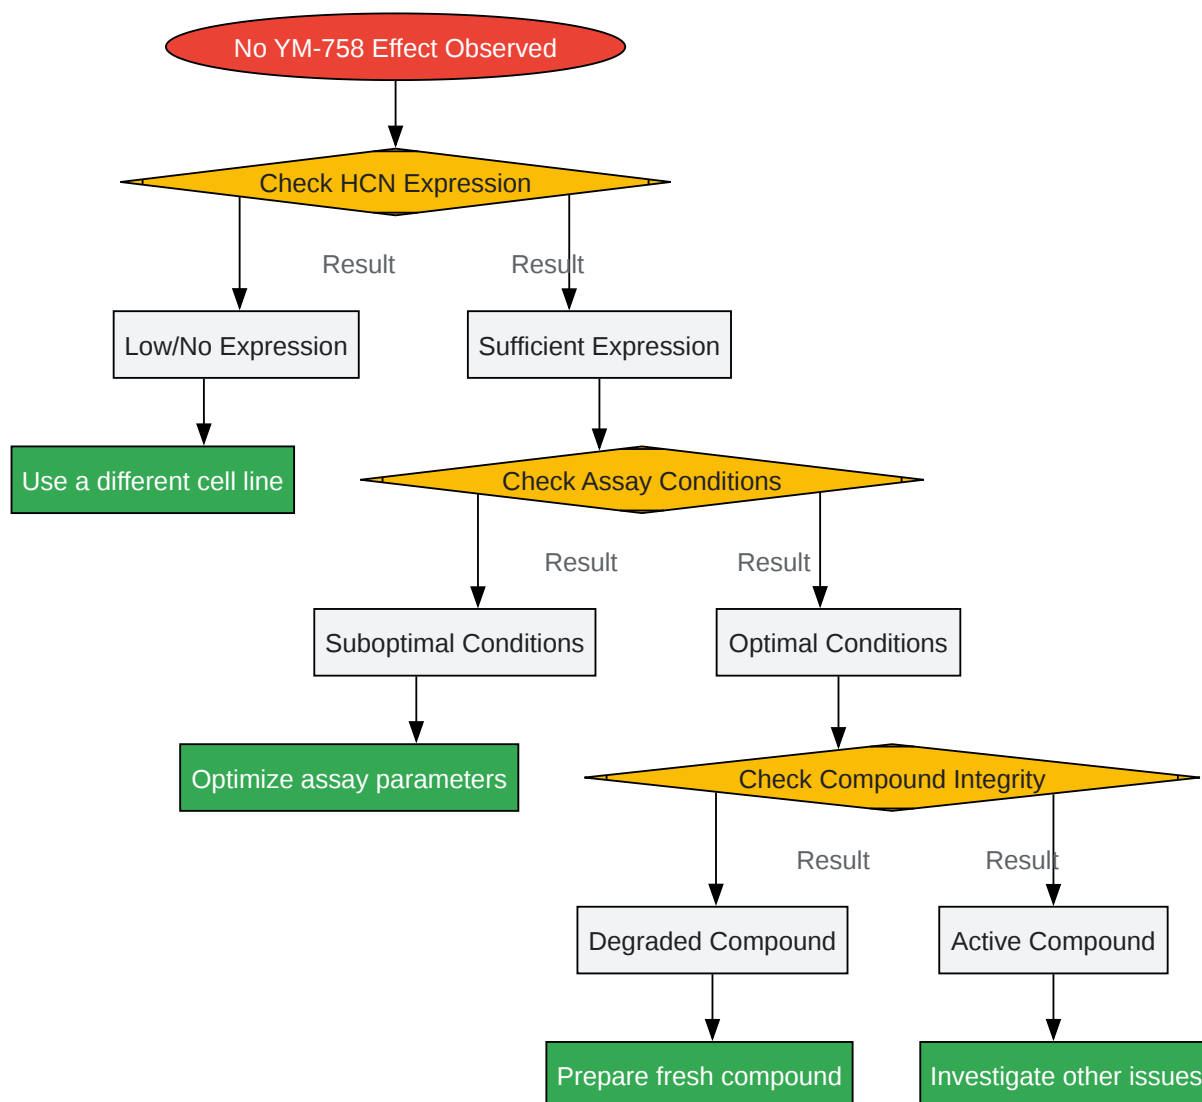 No YM-758 Effect Observed
Check HCN Expression
Result
Result
Low/No Expression
Sufficient Expression
Use a different cell line
Check Assay Conditions
Result
Result
Suboptimal Conditions
Optimal Conditions
Optimize assay parameters
Check Compound Integrity
Result
Result
Degraded Compound
Active Compound
Prepare fresh compound
Investigate other issues